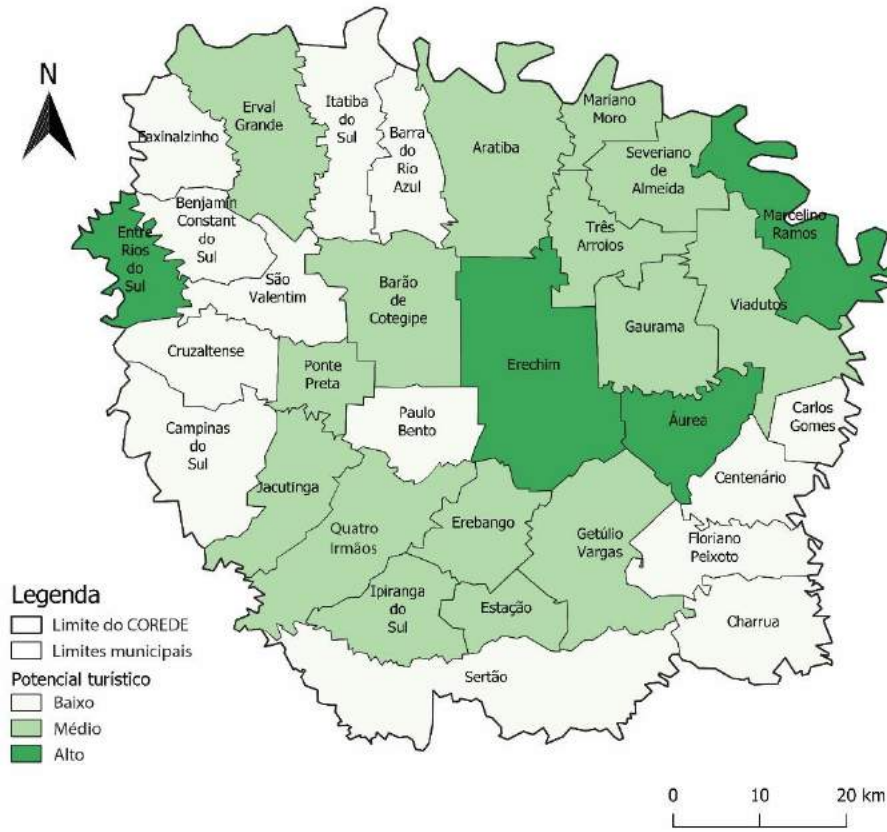 N
Faxinalzinho
Erval
Grande
Itatiba
do
Sul
Barra
do
Rio
Azul
Aratiba
Mariano
Moro
Severiano
de
Almeida
Marcelino
Ramos
Entre
Rios
do
Sul
Benjamin
Constant
do
Sul
São
Valentim
Barão
de
Cotegipe
Três
Arroios
Gaurama
Viadutos
Cruzaltense
Ponte
Preta
Erechim
Campinas
do
Sul
Paulo
Bento
Áurea
Carlos
Gomes
Jacutinga
Centenário
Quatro
Irmãos
Erebango
Getúlio
Vargas
Floriano
Peixoto
Ipiranga
do
Sul
Estação
Charrua
Sertão
Legenda
Limite do COREDE
Limites municipais
Potencial turístico
Baixo
Médio
Alto
0 10 20 km